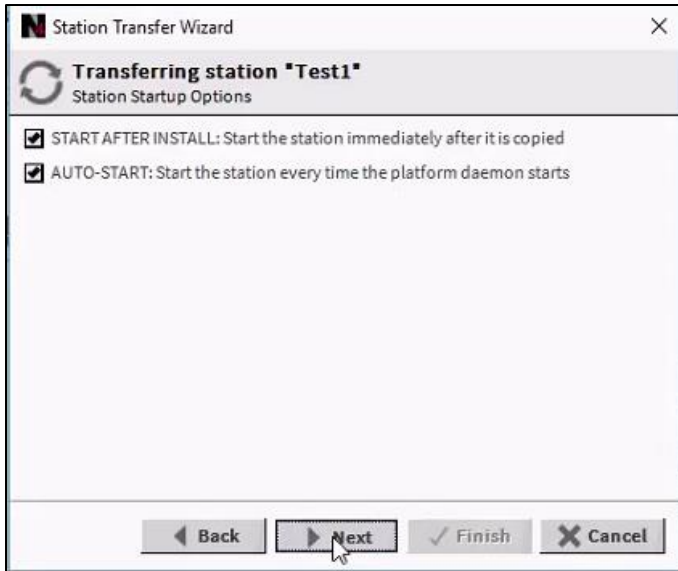 Station Transfer Wizard
Transferring station "Test1"
Station Startup Options
START AFTER INSTALL: Start the station immediately after it is copied
AUTO-START: Start the station every time the platform daemon starts
Back Next Finish Cancel